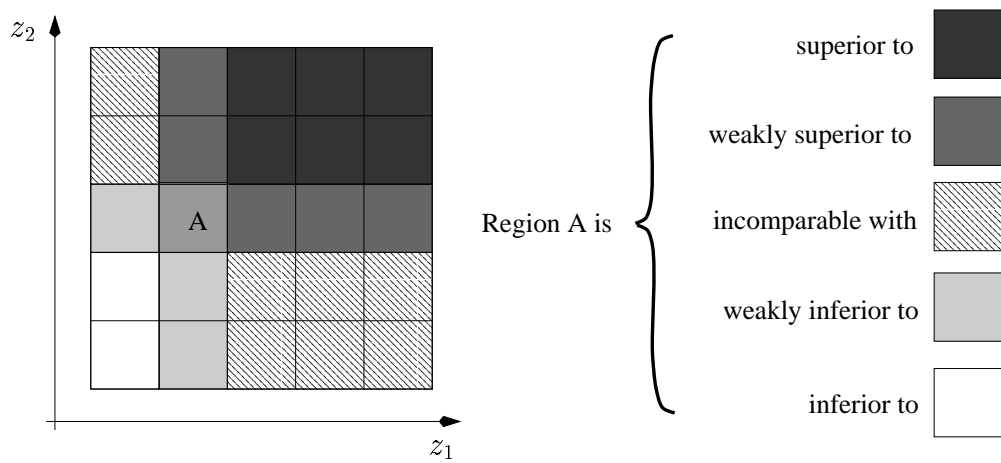 z2
A
z1
Region A is
superior to
weakly superior to
incomparable with
weakly inferior to
inferior to